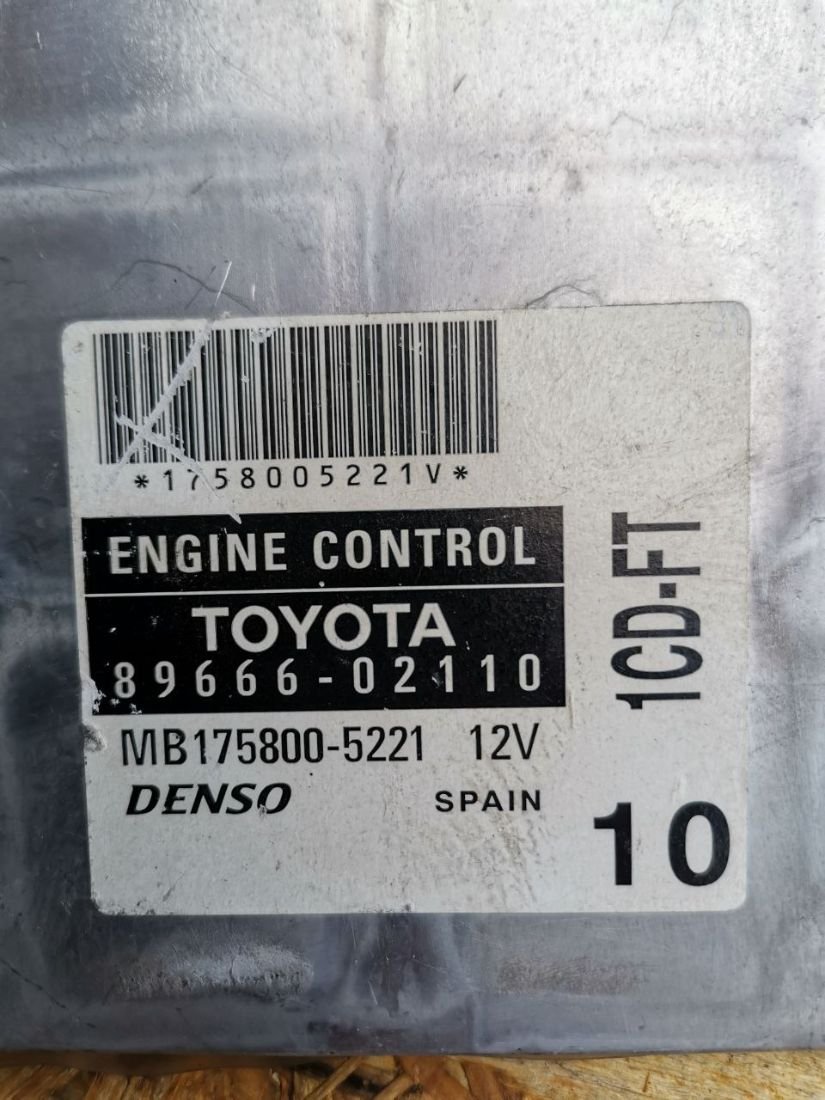 *1758005221V*
ENGINE CONTROL
TOYOTA
89666-02110
MB175800-5221 12V
DENSO SPAIN
1CD-FT
10